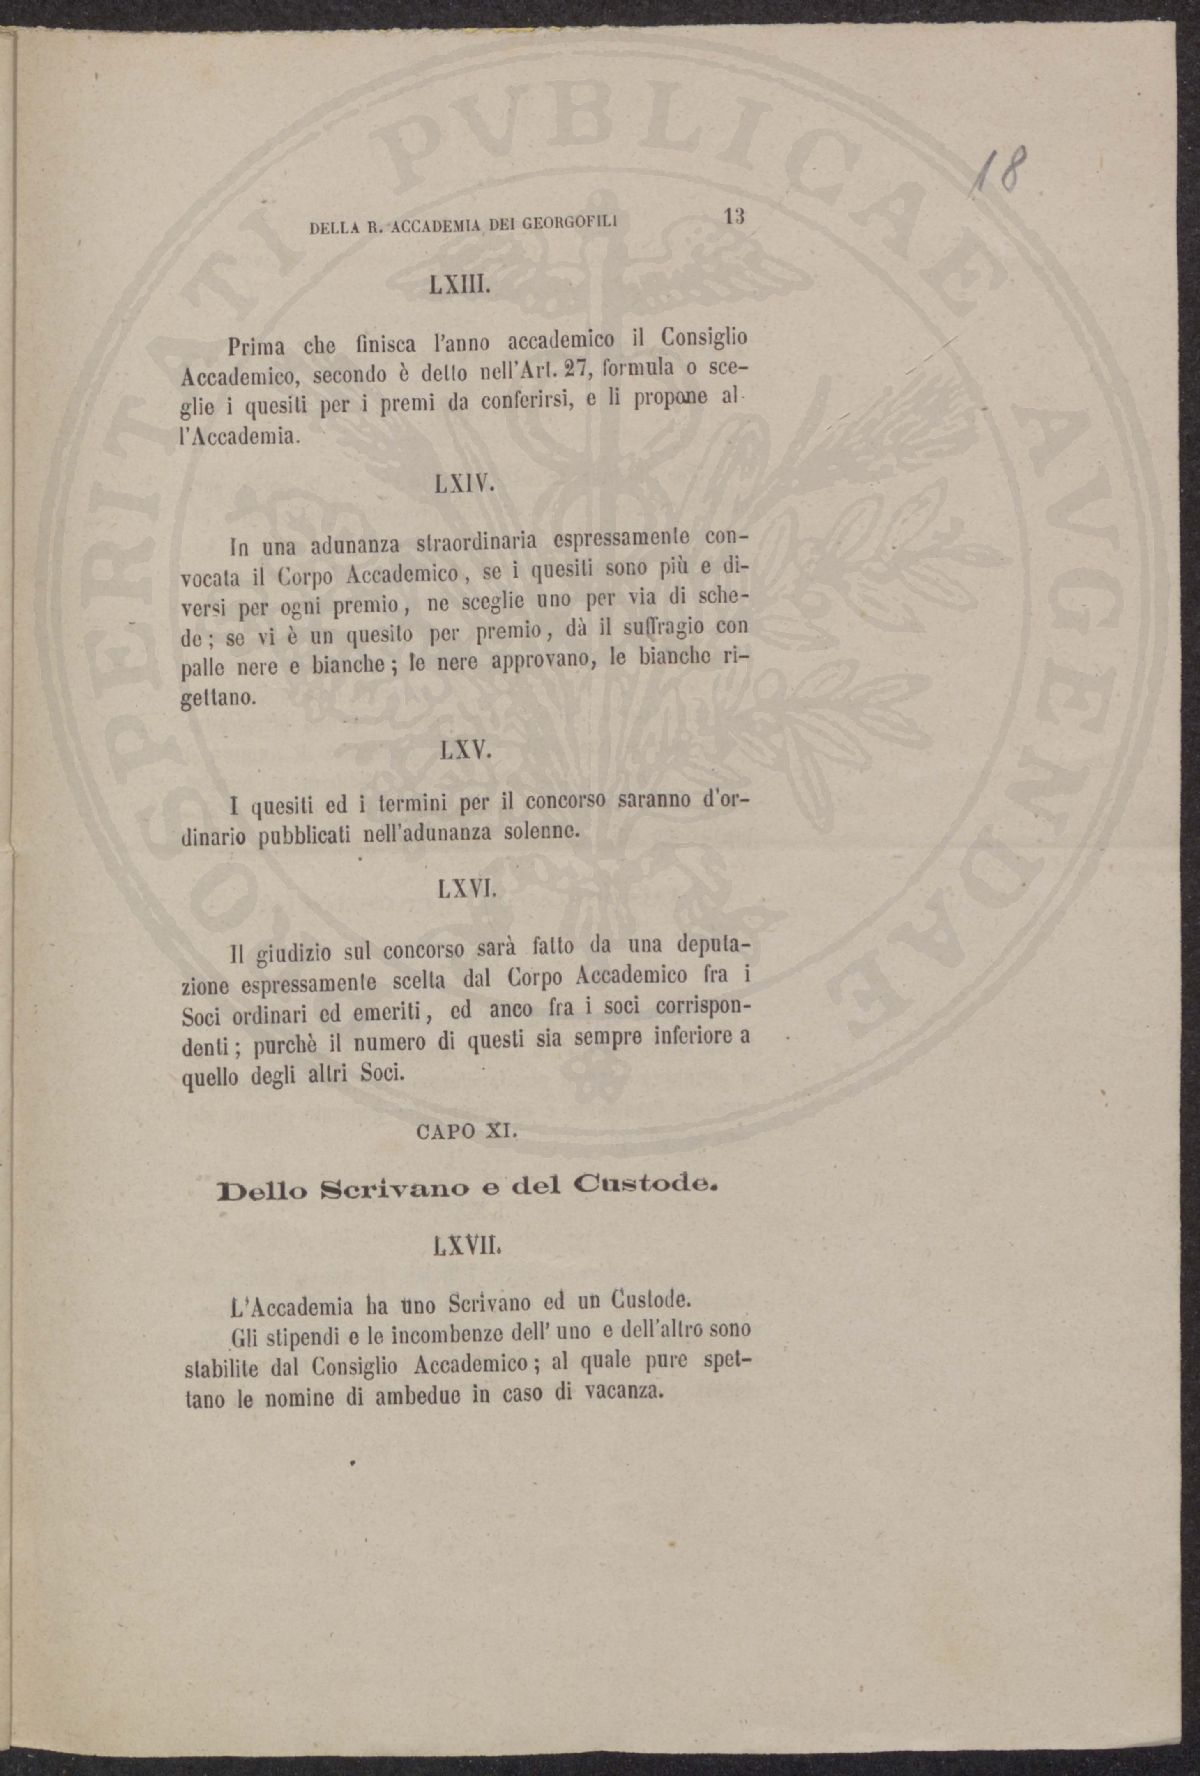 PROSPERITATI PVBLICAE AVGENDAE
18
DELLA R. ACCADEMIA DEI GEORGOFILI 13
LXIII.
Prima che finisca l'anno accademico il Consiglio
Accademico, secondo è detto nell'Art. 27, formula o sce-
glie i quesiti per i premi da conferirsi, e li propone al-
l'Accademia.
LXIV.
In una adunanza straordinaria espressamente con-
vocata il Corpo Accademico, se i quesiti sono più e di-
versi per ogni premio, ne sceglie uno per via di sche-
de; se vi è un quesito per premio, dà il suffragio con
palle nere e bianche; le nere approvano, le bianche ri-
gettano.
LXV.
I quesiti ed i termini per il concorso saranno d'or-
dinario pubblicati nell'adunanza solenne.
LXVI.
Il giudizio sul concorso sarà fatto da una deputa-
zione espressamente scelta dal Corpo Accademico fra i
Soci ordinari ed emeriti, ed anco fra i soci corrispon-
denti; purchè il numero di questi sia sempre inferiore a
quello degli altri Soci.
CAPO XI.
Dello Scrivano e del Custode.
LXVII.
L'Accademia ha uno Scrivano ed un Custode.
Gli stipendi e le incombenze dell' uno e dell'altro sono
stabilite dal Consiglio Accademico; al quale pure spet-
tano le nomine di ambedue in caso di vacanza.